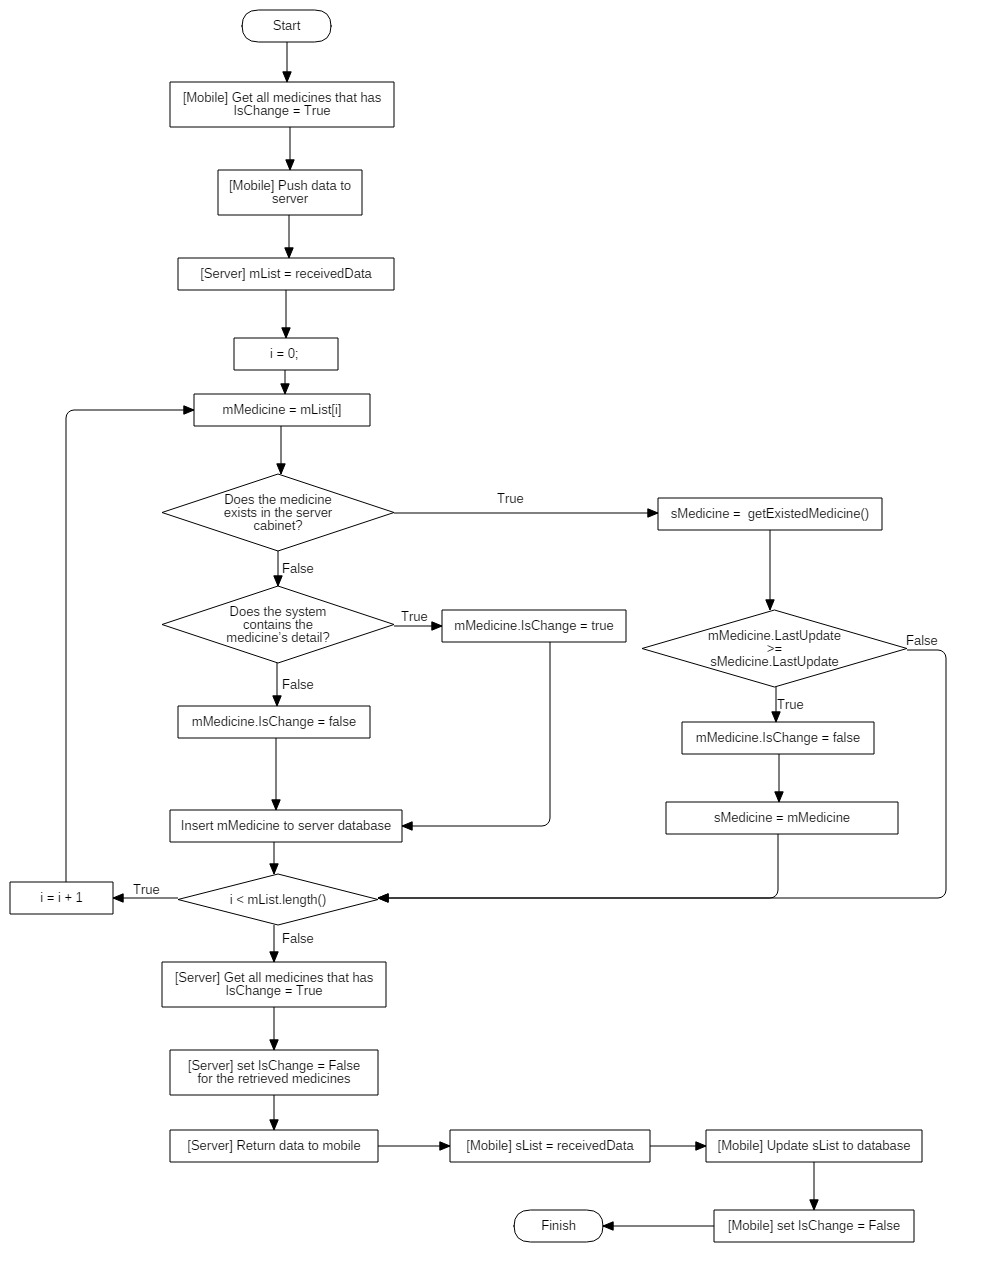 Start
[Mobile] Get all medicines that has
IsChange = True
[Mobile] Push data to
server
[Server] mList = receivedData
i = 0;
mMedicine = mList[i]
Does the medicine
exists in the server
cabinet?
True
sMedicine =  getExistedMedicine()
False
Does the system
contains the
medicine's detail?
True
mMedicine.IsChange = true
mMedicine.LastUpdate
>=
sMedicine.LastUpdate
False
False
True
mMedicine.IsChange = false
mMedicine.IsChange = false
Insert mMedicine to server database
sMedicine = mMedicine
i < mList.length()
True
i = i + 1
False
[Server] Get all medicines that has
IsChange = True
[Server] set IsChange = False
for the retrieved medicines
[Server] Return data to mobile
[Mobile] sList = receivedData
[Mobile] Update sList to database
[Mobile] set IsChange = False
Finish